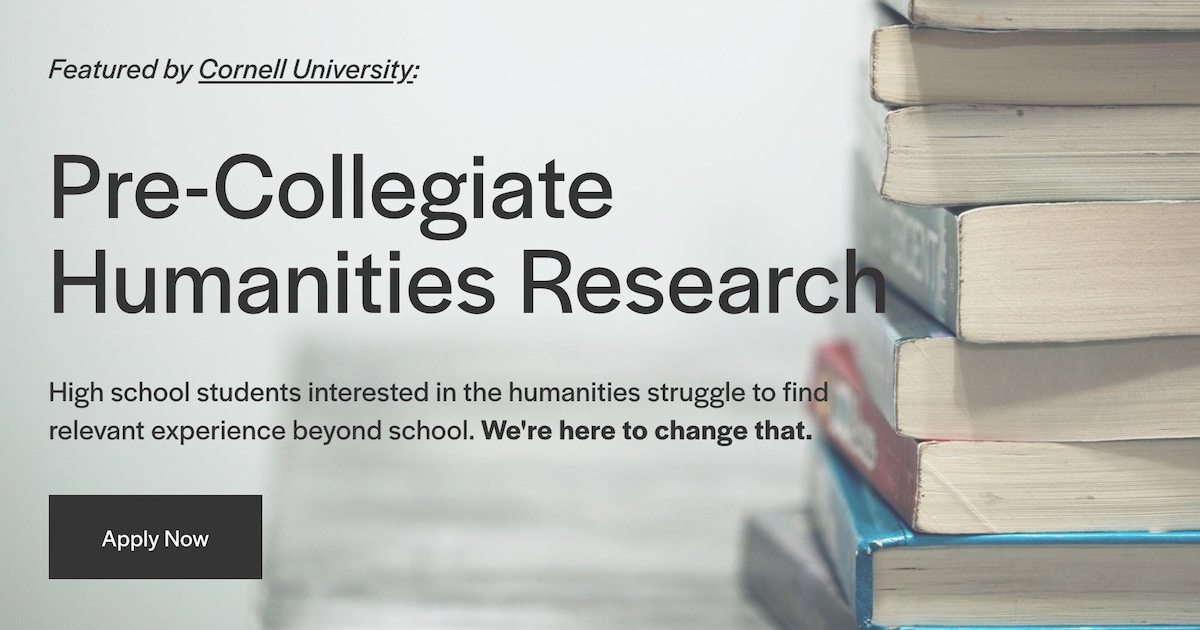 Featured by Cornell University:
Pre-Collegiate
Humanities Research
High school students interested in the humanities struggle to find
relevant experience beyond school. We're here to change that.
Apply Now